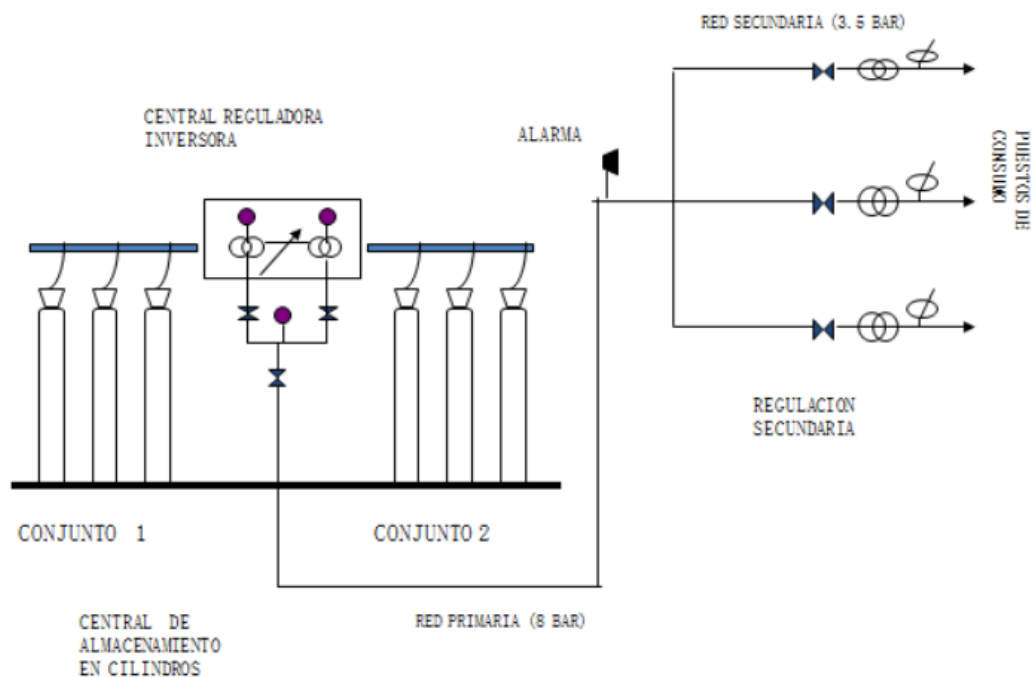 RED SECUNDARIA (3.5 BAR)
CENTRAL REGULADORA
INVERSORA
ALARMA
PUESTOS DE
CONSUMO
REGULACION
SECUNDARIA
CONJUNTO 1
CONJUNTO 2
CENTRAL DE
ALMACENAMIENTO
EN CILINDROS
RED PRIMARIA (8 BAR)